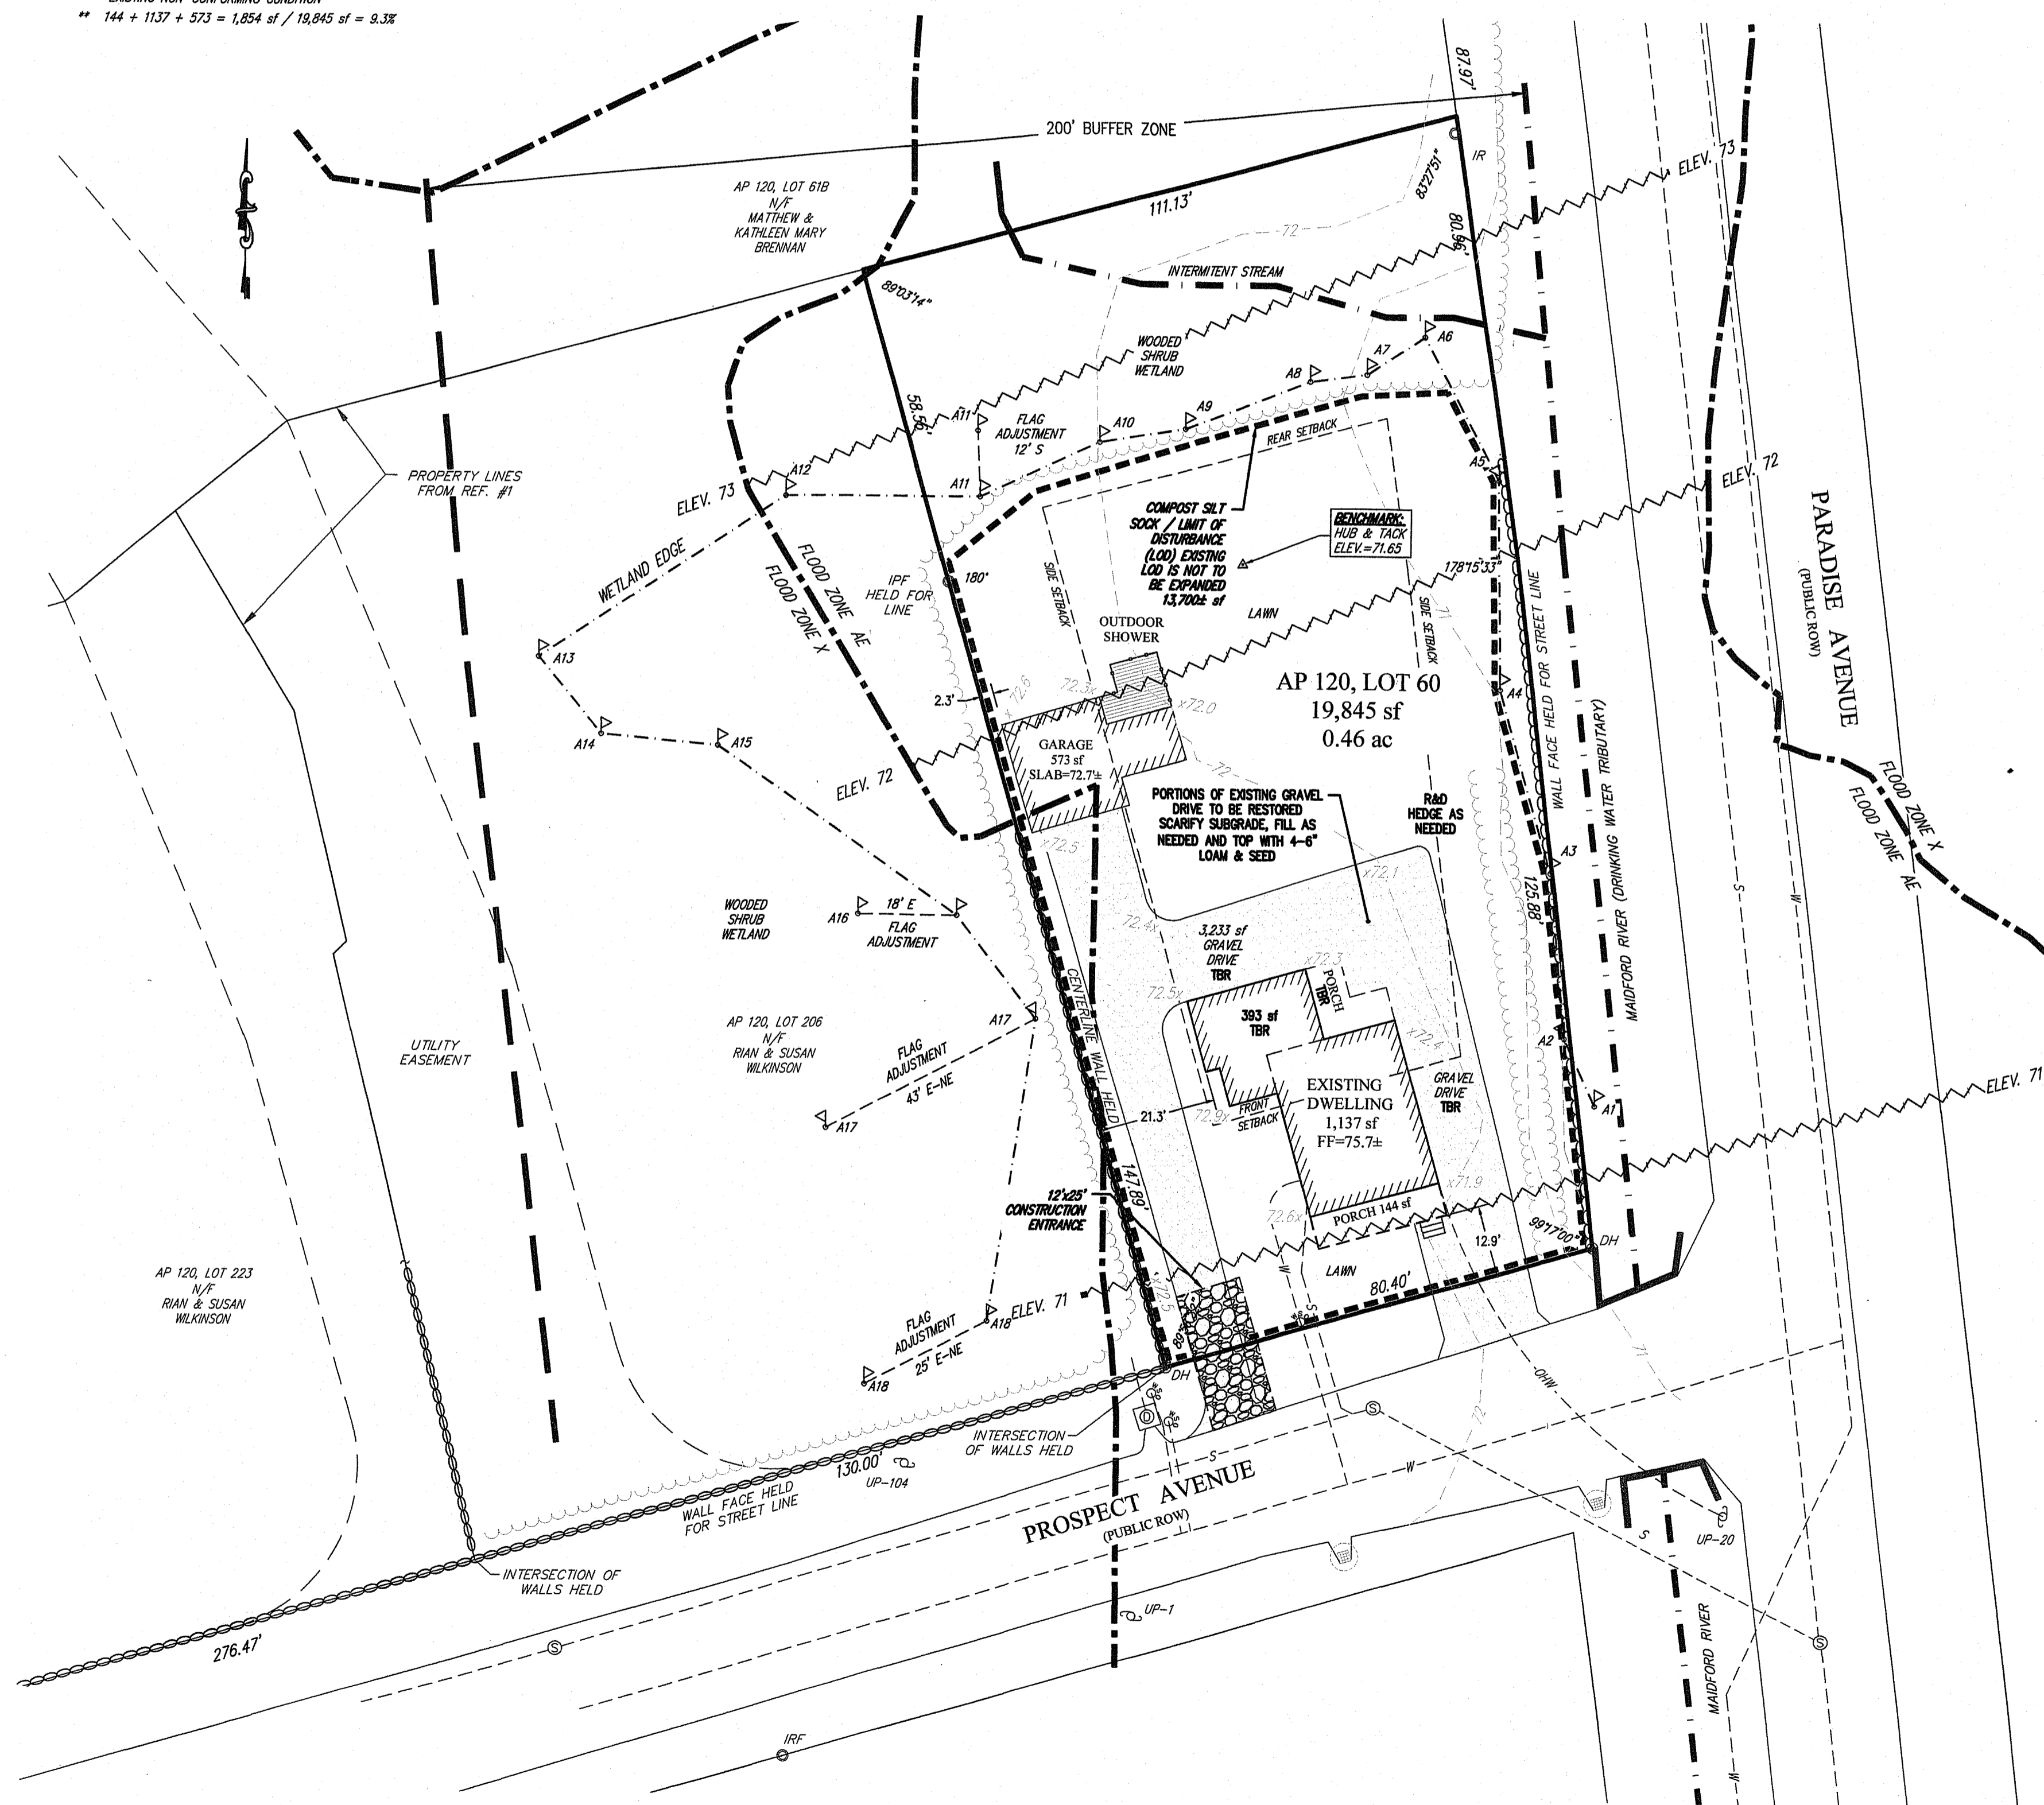 ** 144 + 1137 + 573 = 1,854 sf / 19,845 sf = 9.3%
87.97'
200' BUFFER ZONE
IR
ELEV. 73
83°27'51"
AP 120, LOT 61B
N/F
MATTHEW &
KATHLEEN MARY
BRENNAN
111.13'
80.96'
72
INTERMITENT STREAM
89°03'14"
WOODED
SHRUB
WETLAND
A6
A7
A8
58.56'
A11
FLAG
ADJUSTMENT
12' S
A10
A9
REAR SETBACK
PROPERTY LINES
FROM REF. #1
A12
A11
A5
ELEV. 73
ELEV. 72
COMPOST SILT
SOCK / LIMIT OF
DISTURBANCE
(LOD) EXISTNG
LOD IS NOT TO
BE EXPANDED
13,700± sf
BENCHMARK:
HUB & TACK
ELEV.=71.65
PARADISE AVENUE
(PUBLIC ROW)
WETLAND EDGE
FLOOD ZONE AE
FLOOD ZONE X
IPF
HELD FOR
LINE
180°
SIDE SETBACK
178°15'33"
SIDE SETBACK
71
LAWN
OUTDOOR
SHOWER
WALL FACE HELD FOR STREET LINE
MAIDFORD RIVER (DRINKING WATER TRIBUTARY)
A13
2.3'
72.6
72.3x
x72.0
AP 120, LOT 60
19,845 sf
0.46 ac
A4
A14
A15
GARAGE
573 sf
SLAB=72.7'±
72
ELEV. 72
PORTIONS OF EXISTING GRAVEL
DRIVE TO BE RESTORED
SCARIFY SUBGRADE, FILL AS
NEEDED AND TOP WITH 4-6"
LOAM & SEED
R&D
HEDGE AS
NEEDED
FLOOD ZONE X
FLOOD ZONE AE
x72.5
A3
x72.1
125.88'
S
W
WOODED
SHRUB
WETLAND
A16
18' E
FLAG
ADJUSTMENT
72.4x
3,233 sf
GRAVEL
DRIVE
TBR
x72.3
PORCH
TBR
CENTERLINE WALL HELD
72.5x
393 sf
TBR
A17
AP 120, LOT 206
N/F
RIAN & SUSAN
WILKINSON
UTILITY
EASEMENT
FLAG
ADJUSTMENT
43' E-NE
A17
x72.4
A2
EXISTING
DWELLING
1,137 sf
FF=75.7±
GRAVEL
DRIVE
TBR
A1
ELEV. 71
21.3'
72.9x
FRONT
SETBACK
147.89'
12'x25'
CONSTRUCTION
ENTRANCE
x71.9
72.6x
PORCH 144 sf
12.9'
99°17'00"
DH
W
S
LAWN
80.40'
x72.5
AP 120, LOT 223
N/F
RIAN & SUSAN
WILKINSON
FLAG
ADJUSTMENT
25' E-NE
A18
A18
ELEV. 71
DH
D
71
OHW
72
S
INTERSECTION
OF WALLS HELD
130.00'
UP-104
WALL FACE HELD
FOR STREET LINE
S
W
PROSPECT AVENUE
(PUBLIC ROW)
INTERSECTION OF
WALLS HELD
S
UP-20
UP-1
276.47'
S
S
MAIDFORD RIVER
IRF
W